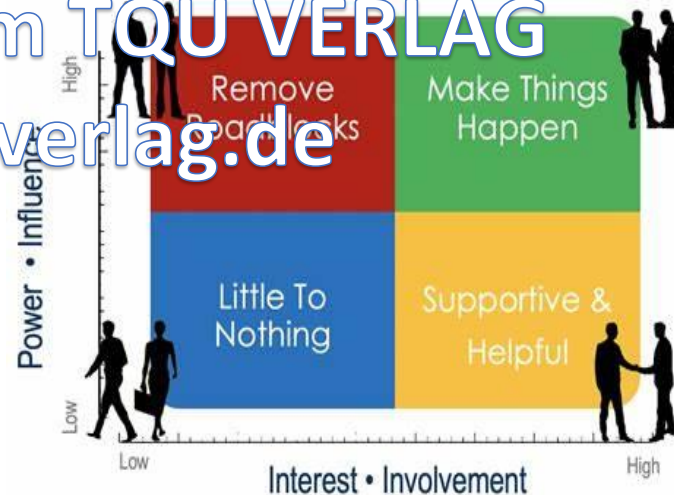 m TQU VERLAG
verlag.de
High
Power • Influence
Low
Remove
Roadblocks
Make Things
Happen
Little To
Nothing
Supportive &
Helpful
Low
High
Interest • Involvement